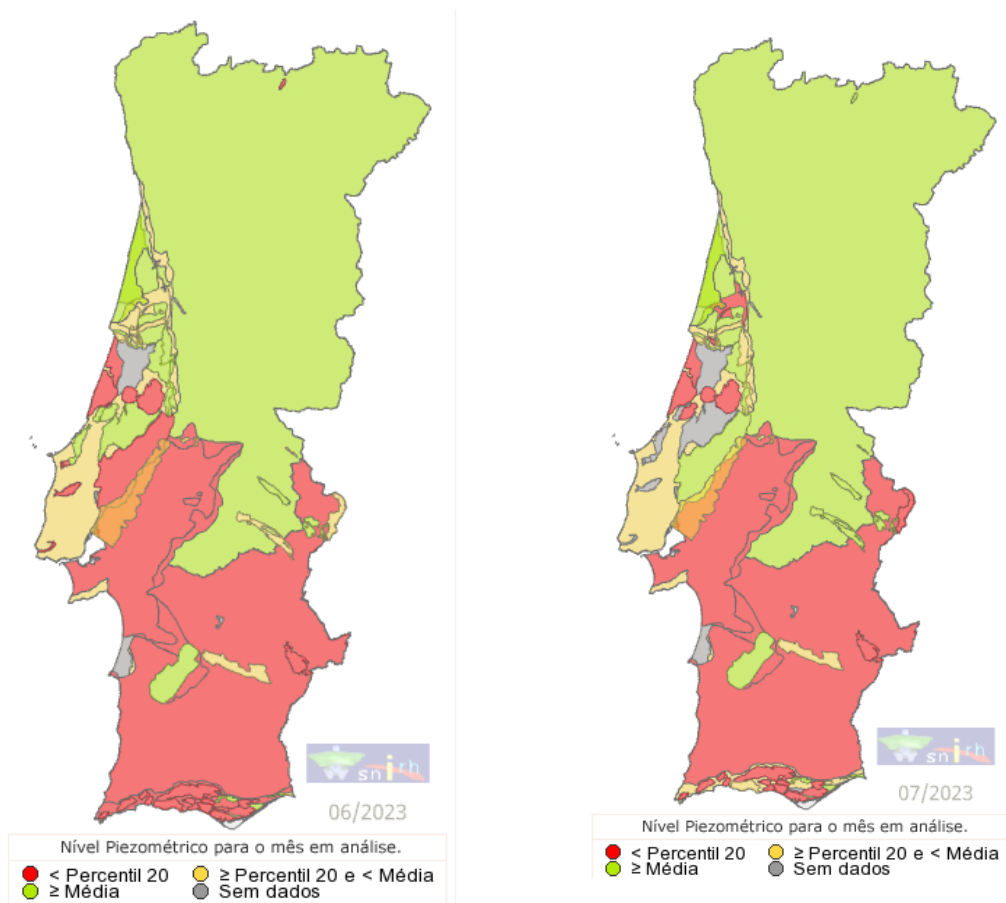 snirh
06/2023
Nível Piezométrico para o mês em análise.
< Percentil 20
≥ Percentil 20 e < Média
≥ Média
Sem dados
snirh
07/2023
Nível Piezométrico para o mês em análise.
< Percentil 20
≥ Percentil 20 e < Média
≥ Média
Sem dados